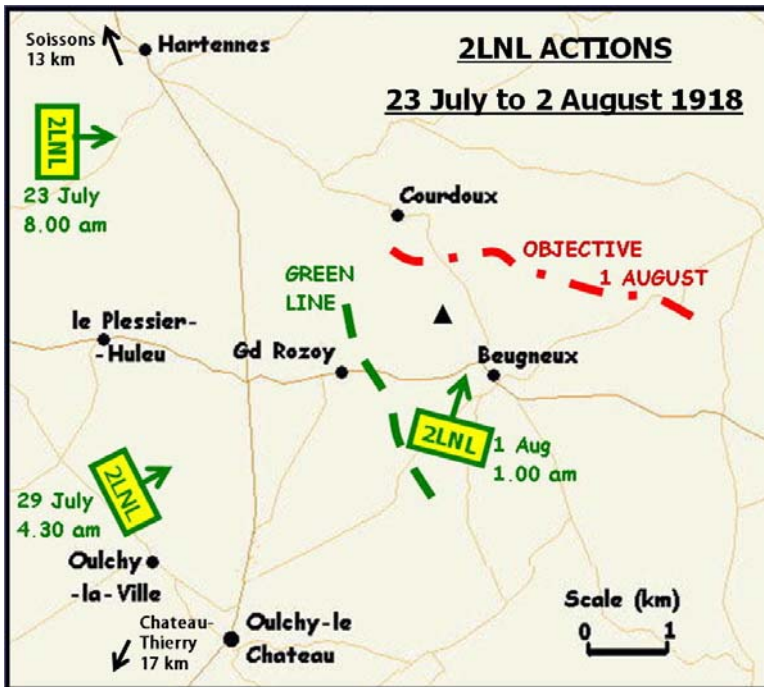 2LNL ACTIONS
23 July to 2 August 1918
Soissons
13 km
Hartennes
2LNL
23 July
8.00 am
Courdoux
OBJECTIVE
1 AUGUST
GREEN
LINE
le Plessier-
-Huleu
Gd Rozoy
Beugneux
2LNL
1 Aug
1.00 am
2LNL
29 July
4.30 am
Oulchy
-la-Ville
Chateau-
Thierry
17 km
Oulchy-le
Chateau
Scale (km)
0 1